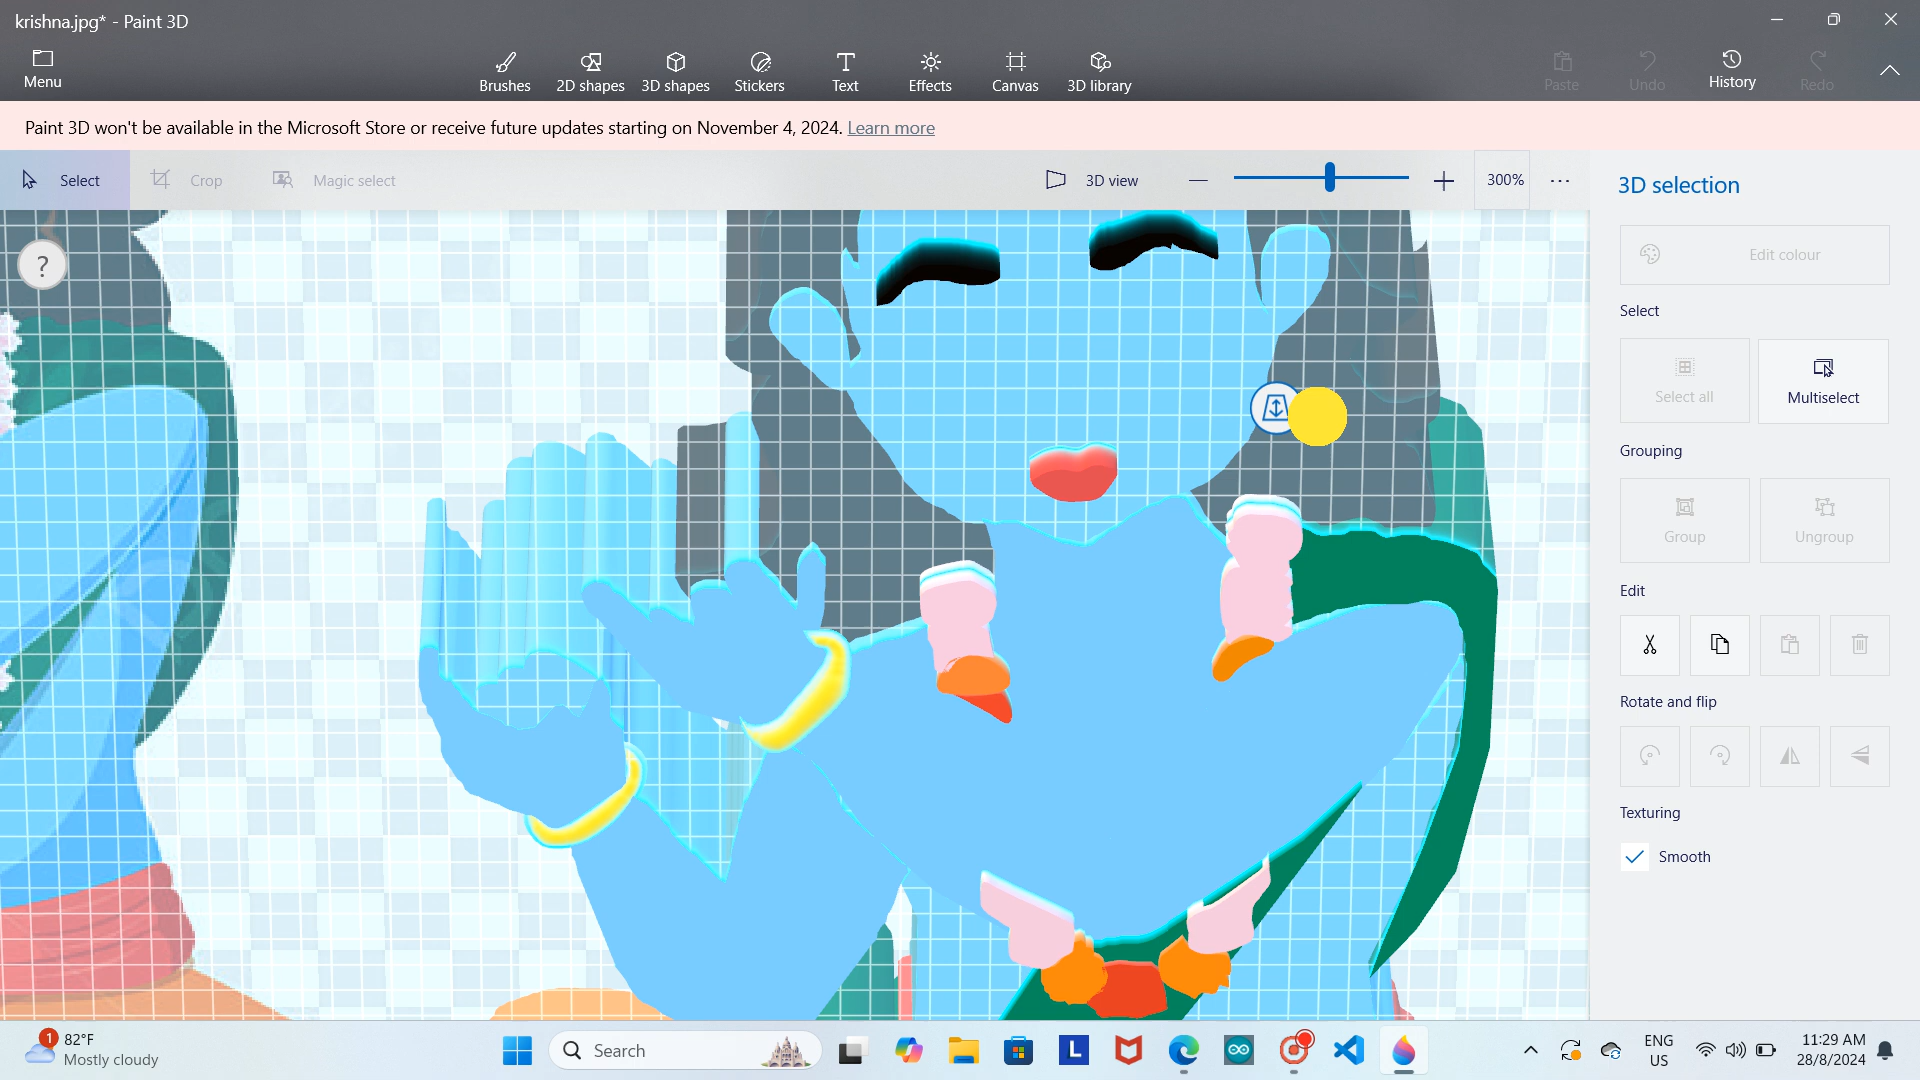 krishna.jpg* - Paint 3D
Menu
Brushes
2D shapes
3D shapes
Stickers
Text
Effects
Canvas
3D library
Paste
Undo
History
Redo
Paint 3D won't be available in the Microsoft Store or receive future updates starting on November 4, 2024. Learn more
Select
Crop
Magic select
3D view
300%
3D selection
?
Edit colour
Select
Select all
Multiselect
Grouping
Group
Ungroup
Edit
Rotate and flip
Texturing
Smooth
1
82°F
Mostly cloudy
Search
L
ENG
US
11:29 AM
28/8/2024